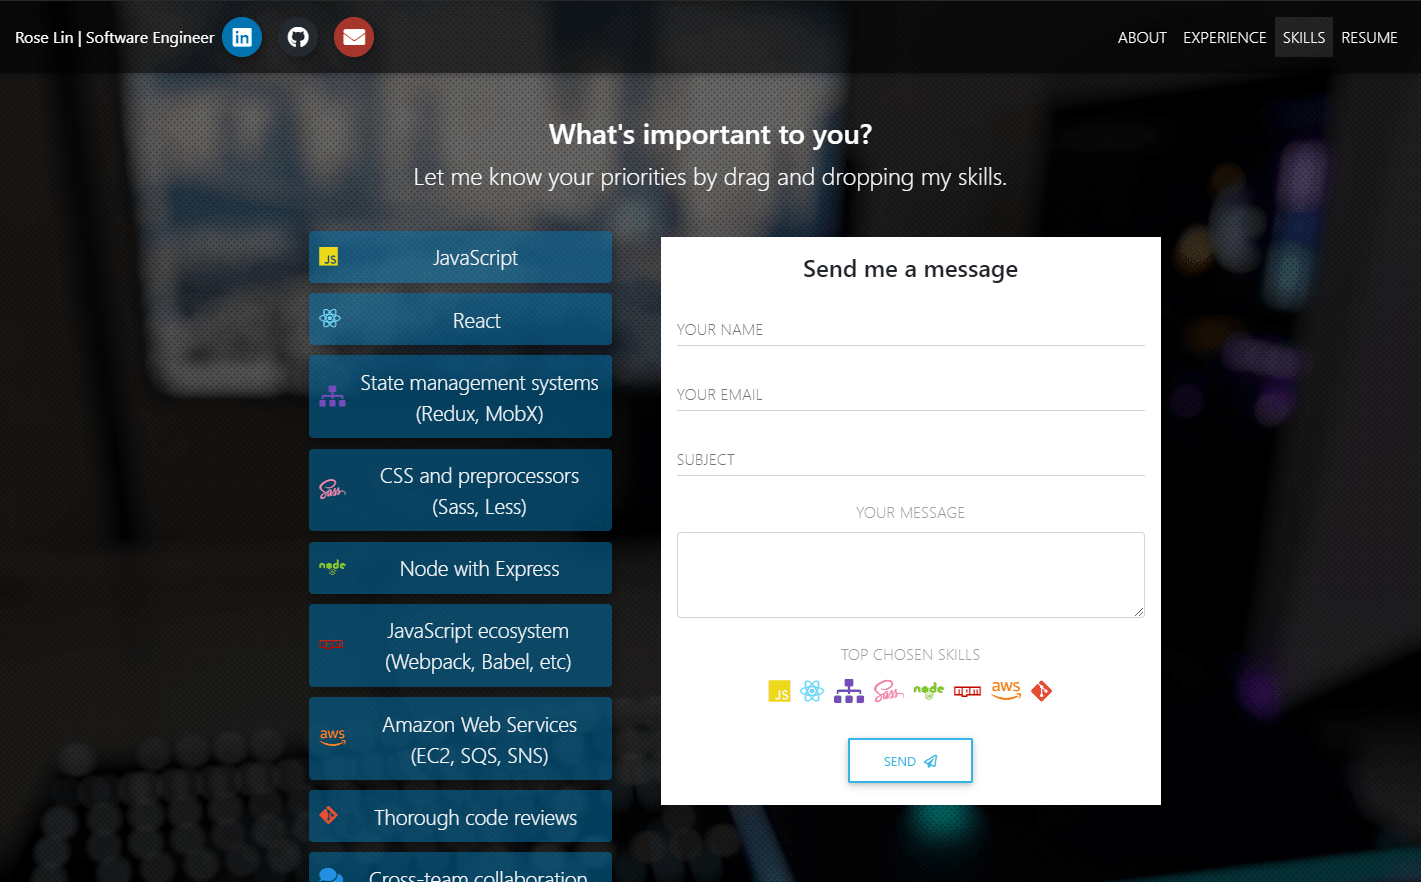 Rose Lin | Software Engineer
ABOUT EXPERIENCE SKILLS RESUME
What's important to you?
Let me know your priorities by drag and dropping my skills.
JS JavaScript
React
State management systems
(Redux, MobX)
Sass CSS and preprocessors
(Sass, Less)
node Node with Express
npm JavaScript ecosystem
(Webpack, Babel, etc)
aws Amazon Web Services
(EC2, SQS, SNS)
Thorough code reviews
Cross-team collaboration
Send me a message
YOUR NAME
YOUR EMAIL
SUBJECT
YOUR MESSAGE
TOP CHOSEN SKILLS
JS Sass node npm aws
SEND